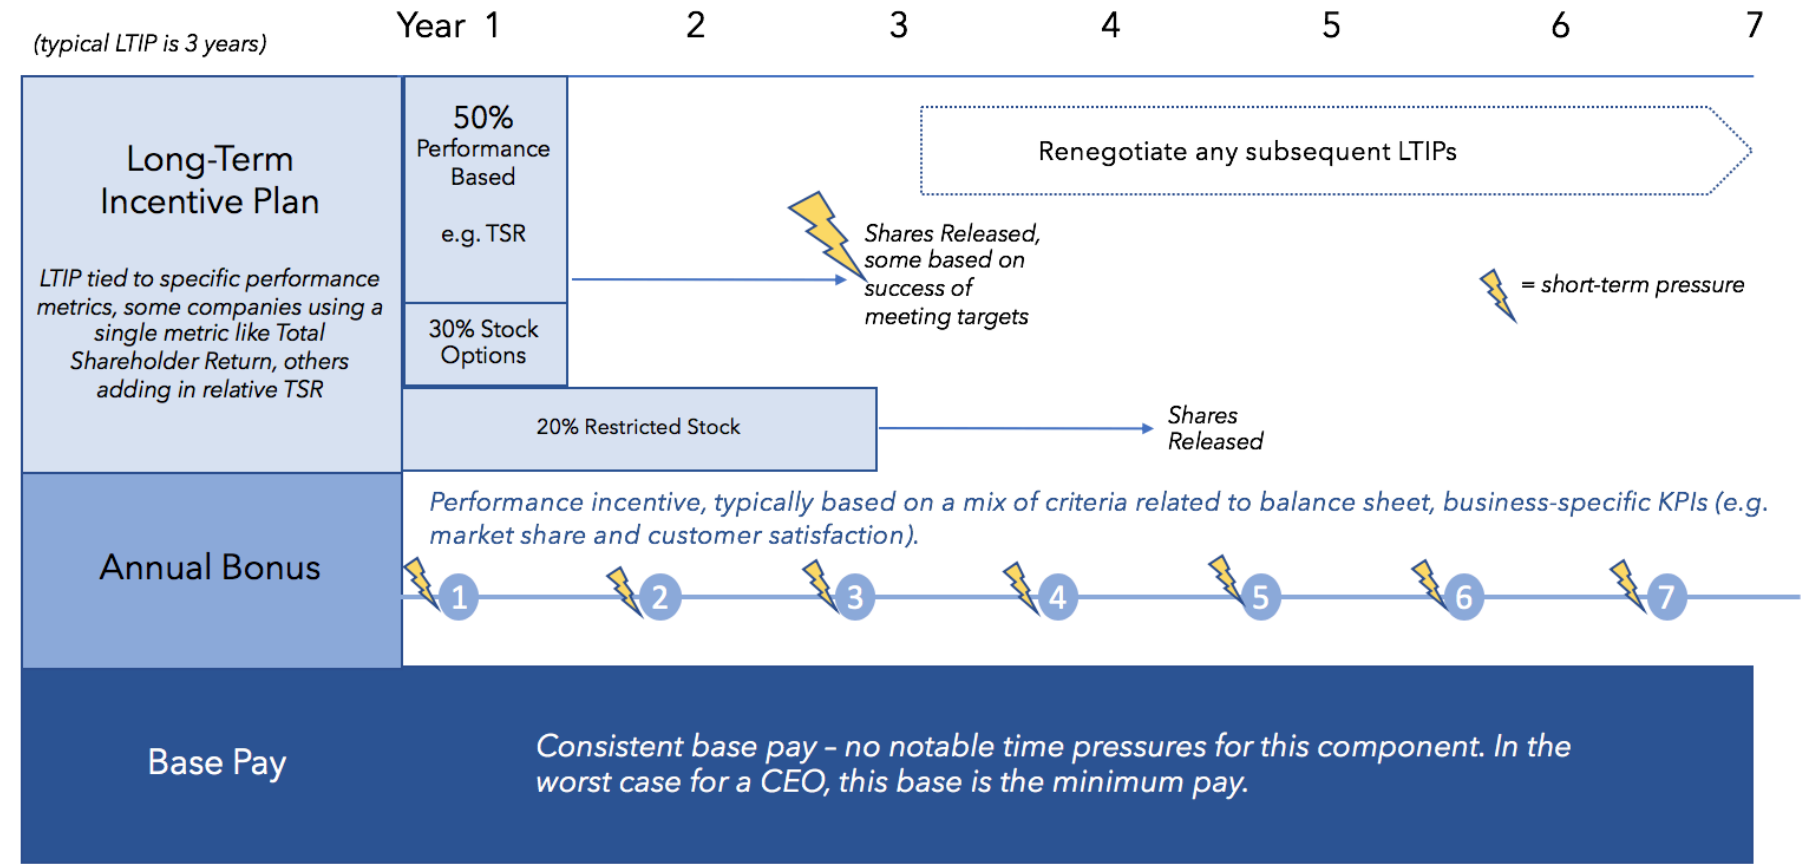 (typical LTIP is 3 years)
Year 1 2 3 4 5 6 7
Long-Term
Incentive Plan
LTIP tied to specific performance
metrics, some companies using a
single metric like Total
Shareholder Return, others
adding in relative TSR
50%
Performance
Based
e.g. TSR
30% Stock
Options
20% Restricted Stock
Shares Released,
some based on
success of
meeting targets
Renegotiate any subsequent LTIPs
= short-term pressure
Shares
Released
Annual Bonus
Performance incentive, typically based on a mix of criteria related to balance sheet, business-specific KPIs (e.g.
market share and customer satisfaction).
1 2 3 4 5 6 7
Base Pay
Consistent base pay – no notable time pressures for this component. In the
worst case for a CEO, this base is the minimum pay.